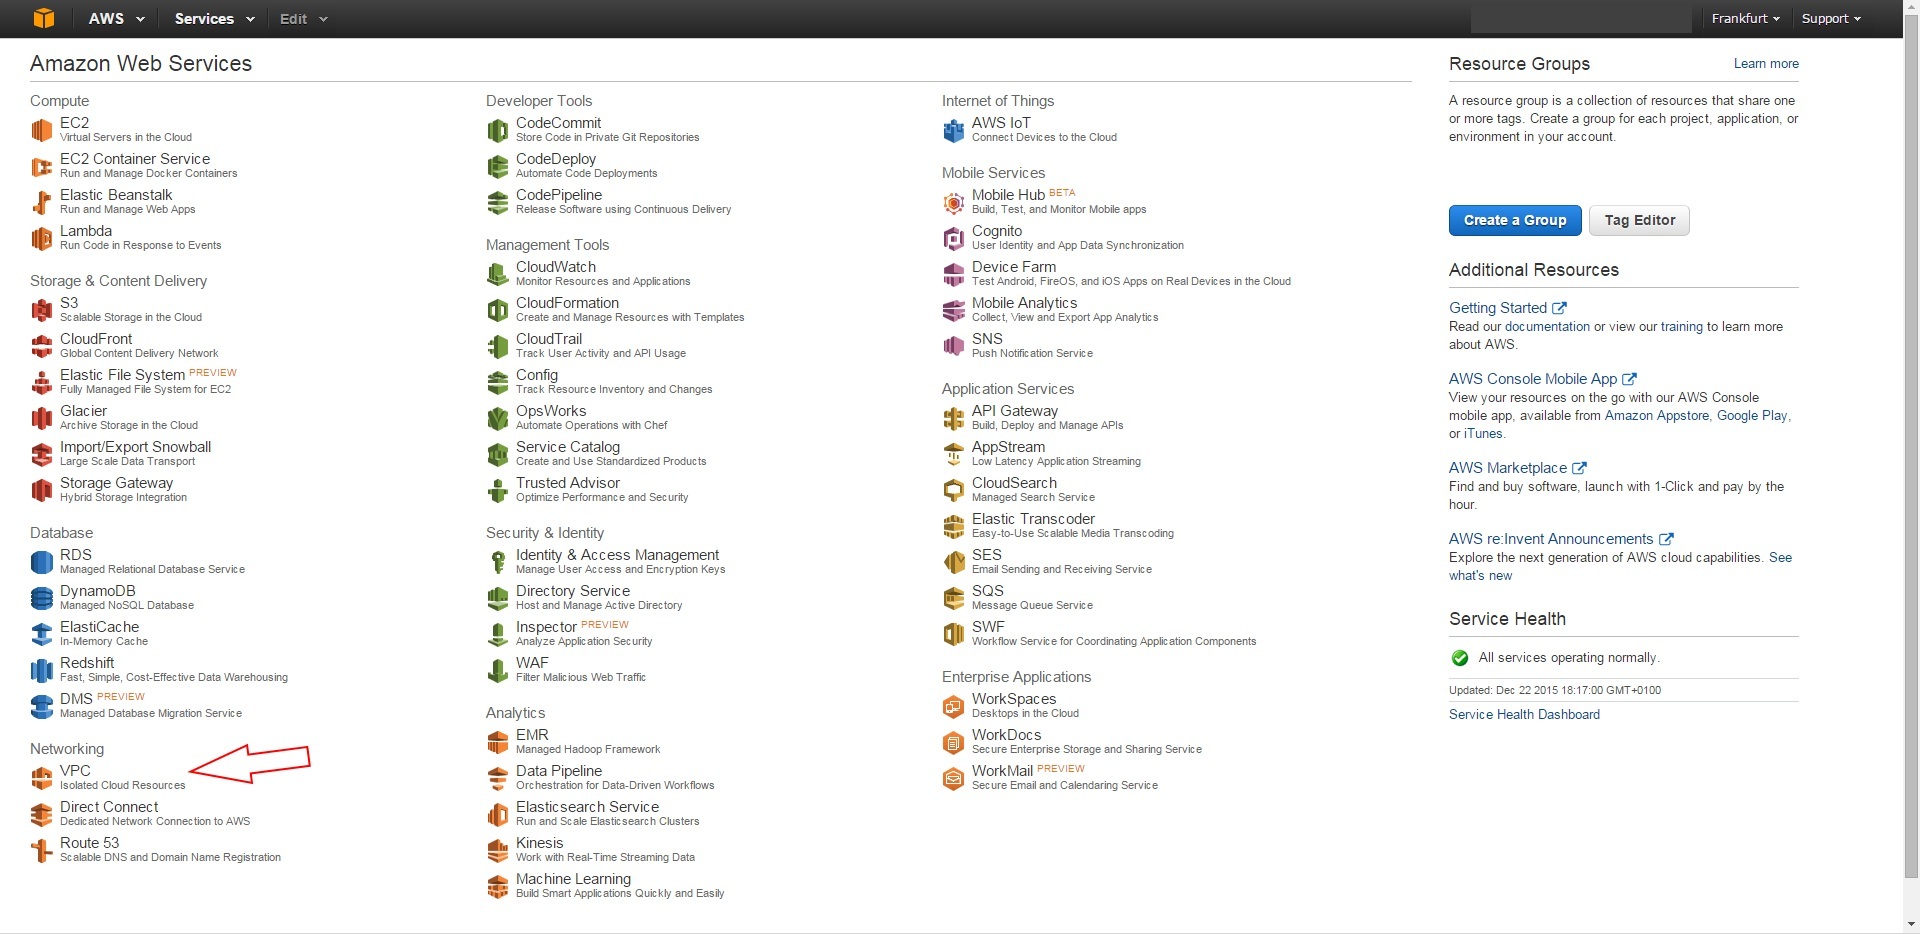 AWS Services Edit Frankfurt Support
Amazon Web Services
Compute
EC2
Virtual Servers in the Cloud
EC2 Container Service
Run and Manage Docker Containers
Elastic Beanstalk
Run and Manage Web Apps
Lambda
Run Code in Response to Events
Storage & Content Delivery
S3
Scalable Storage in the Cloud
CloudFront
Global Content Delivery Network
Elastic File System PREVIEW
Fully Managed File System for EC2
Glacier
Archive Storage in the Cloud
Import/Export Snowball
Large Scale Data Transport
Storage Gateway
Hybrid Storage Integration
Database
RDS
Managed Relational Database Service
DynamoDB
Managed NoSQL Database
ElastiCache
In-Memory Cache
Redshift
Fast, Simple, Cost-Effective Data Warehousing
DMS PREVIEW
Managed Database Migration Service
Networking
VPC
Isolated Cloud Resources
Direct Connect
Dedicated Network Connection to AWS
Route 53
Scalable DNS and Domain Name Registration
Developer Tools
CodeCommit
Store Code in Private Git Repositories
CodeDeploy
Automate Code Deployments
CodePipeline
Release Software using Continuous Delivery
Management Tools
CloudWatch
Monitor Resources and Applications
CloudFormation
Create and Manage Resources with Templates
CloudTrail
Track User Activity and API Usage
Config
Track Resource Inventory and Changes
OpsWorks
Automate Operations with Chef
Service Catalog
Create and Use Standardized Products
Trusted Advisor
Optimize Performance and Security
Security & Identity
Identity & Access Management
Manage User Access and Encryption Keys
Directory Service
Host and Manage Active Directory
Inspector PREVIEW
Analyze Application Security
WAF
Filter Malicious Web Traffic
Analytics
EMR
Managed Hadoop Framework
Data Pipeline
Orchestration for Data-Driven Workflows
Elasticsearch Service
Run and Scale Elasticsearch Clusters
Kinesis
Work with Real-Time Streaming Data
Machine Learning
Build Smart Applications Quickly and Easily
Internet of Things
AWS IoT
Connect Devices to the Cloud
Mobile Services
Mobile Hub BETA
Build, Test, and Monitor Mobile apps
Cognito
User Identity and App Data Synchronization
Device Farm
Test Android, FireOS, and iOS Apps on Real Devices in the Cloud
Mobile Analytics
Collect, View and Export App Analytics
SNS
Push Notification Service
Application Services
API Gateway
Build, Deploy and Manage APIs
AppStream
Low Latency Application Streaming
CloudSearch
Managed Search Service
Elastic Transcoder
Easy-to-Use Scalable Media Transcoding
SES
Email Sending and Receiving Service
SQS
Message Queue Service
SWF
Workflow Service for Coordinating Application Components
Enterprise Applications
WorkSpaces
Desktops in the Cloud
WorkDocs
Secure Enterprise Storage and Sharing Service
WorkMail PREVIEW
Secure Email and Calendaring Service
Resource Groups Learn more
A resource group is a collection of resources that share one
or more tags. Create a group for each project, application, or
environment in your account.
Create a Group Tag Editor
Additional Resources
Getting Started
Read our documentation or view our training to learn more
about AWS.
AWS Console Mobile App
View your resources on the go with our AWS Console
mobile app, available from Amazon Appstore, Google Play,
or iTunes.
AWS Marketplace
Find and buy software, launch with 1-Click and pay by the
hour.
AWS re:Invent Announcements
Explore the next generation of AWS cloud capabilities. See
what's new
Service Health
All services operating normally.
Updated: Dec 22 2015 18:17:00 GMT+0100
Service Health Dashboard